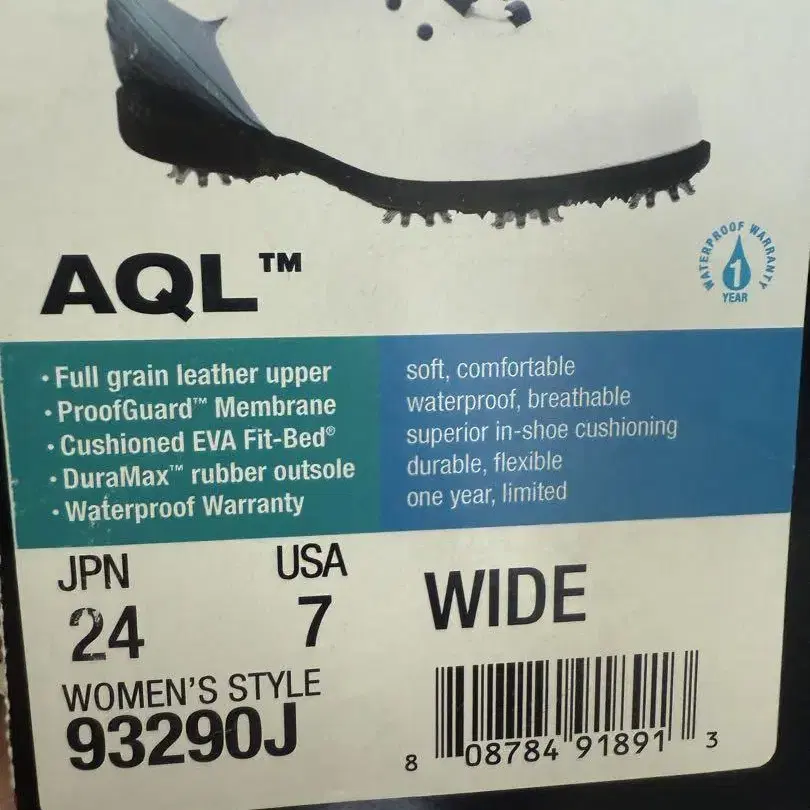 WATERPROOF WARRANTY
1
YEAR
AQL™
• Full grain leather upper
• ProofGuard™ Membrane
• Cushioned EVA Fit-Bed®
• DuraMax™ rubber outsole
• Waterproof Warranty
soft, comfortable
waterproof, breathable
superior in-shoe cushioning
durable, flexible
one year, limited
JPN USA
24 7 WIDE
WOMEN'S STYLE
93290J
8 08784 91891 3